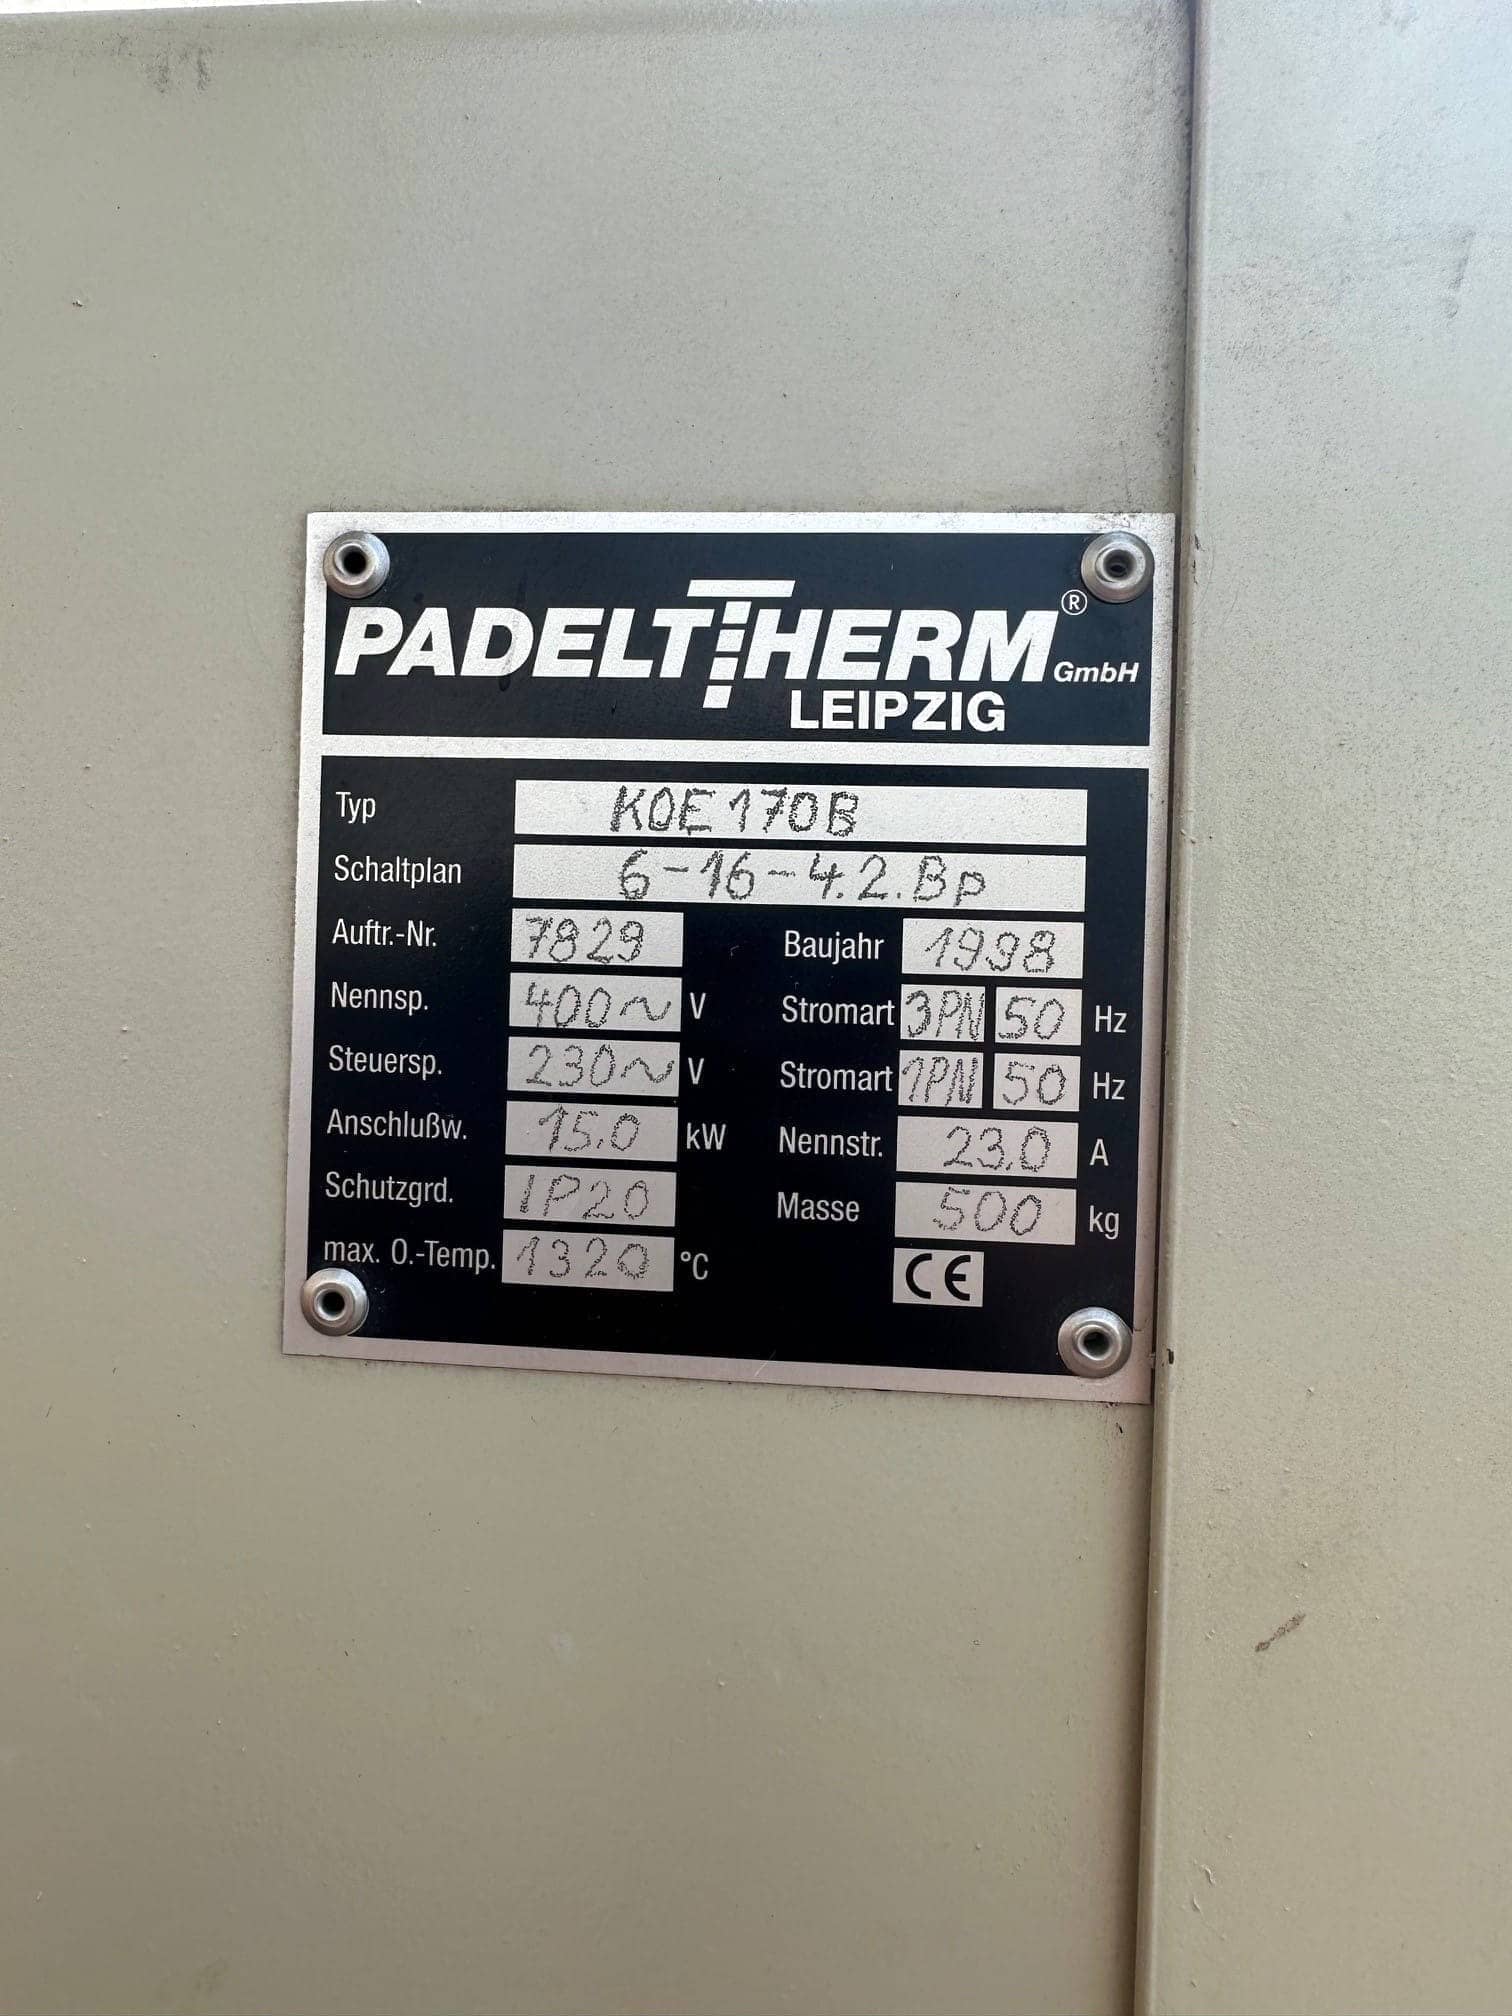 PADELTTHERM® GmbH
LEIPZIG
Typ KOE 170B
Schaltplan 6-16-4.2.Bp
Auftr.-Nr. 7829 Baujahr 1998
Nennsp. 400~ V Stromart 3PN 50 Hz
Steuersp. 230~ V Stromart 1PN 50 Hz
Anschlußw. 15.0 kW Nennstr. 23.0 A
Schutzgrd. IP20 Masse 500 kg
max. O.-Temp. 1320 °C CE